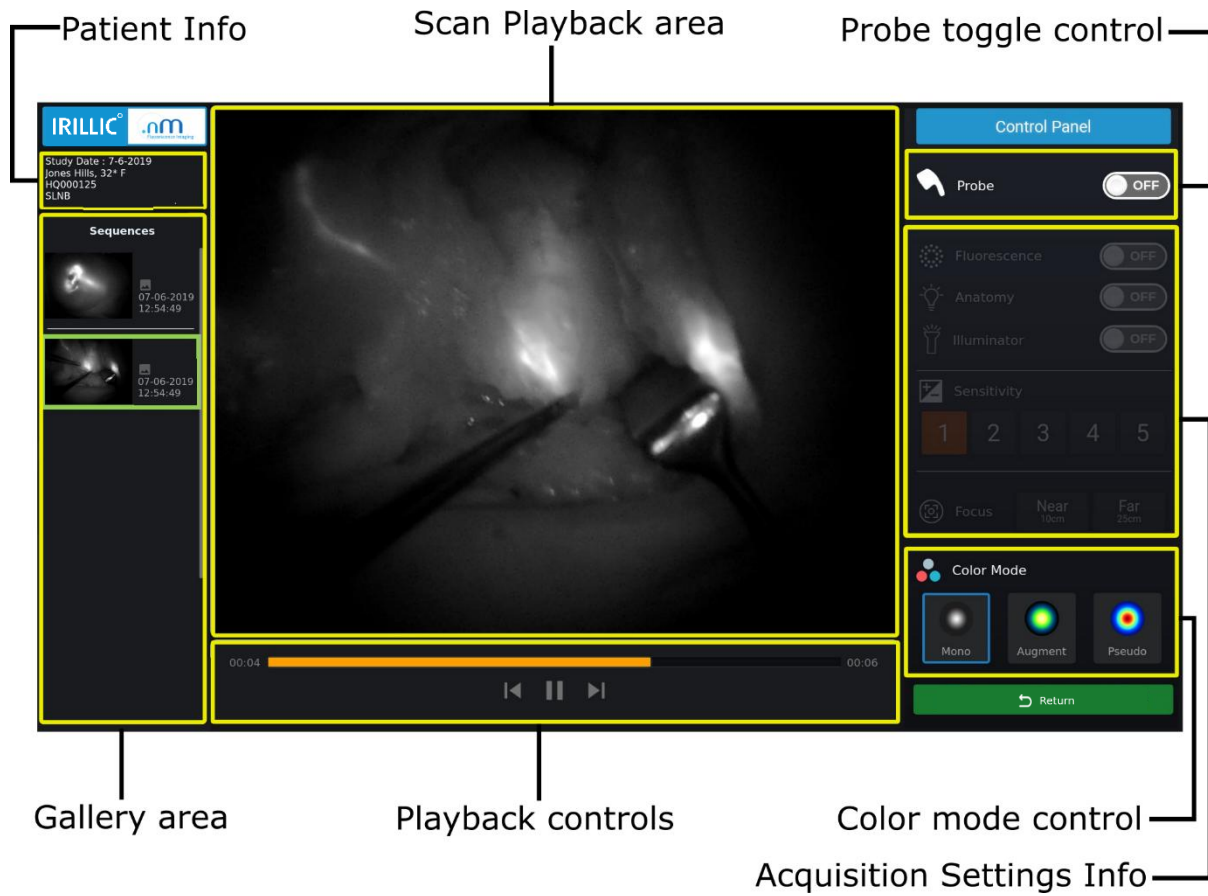 Patient Info
Scan Playback area
Probe toggle control
IRILLIC
.nm
Fluorescence Imaging
Study Date : 7-6-2019
Jones Hills, 32* F
HQ000125
SLNB
Sequences
07-06-2019
12:54:49
07-06-2019
12:54:49
00:04
00:06
Control Panel
Probe
OFF
Fluorescence
OFF
Anatomy
OFF
Illuminator
OFF
Sensitivity
1 2 3 4 5
Focus
Near
10cm
Far
25cm
Color Mode
Mono
Augment
Pseudo
Return
Gallery area
Playback controls
Color mode control
Acquisition Settings Info